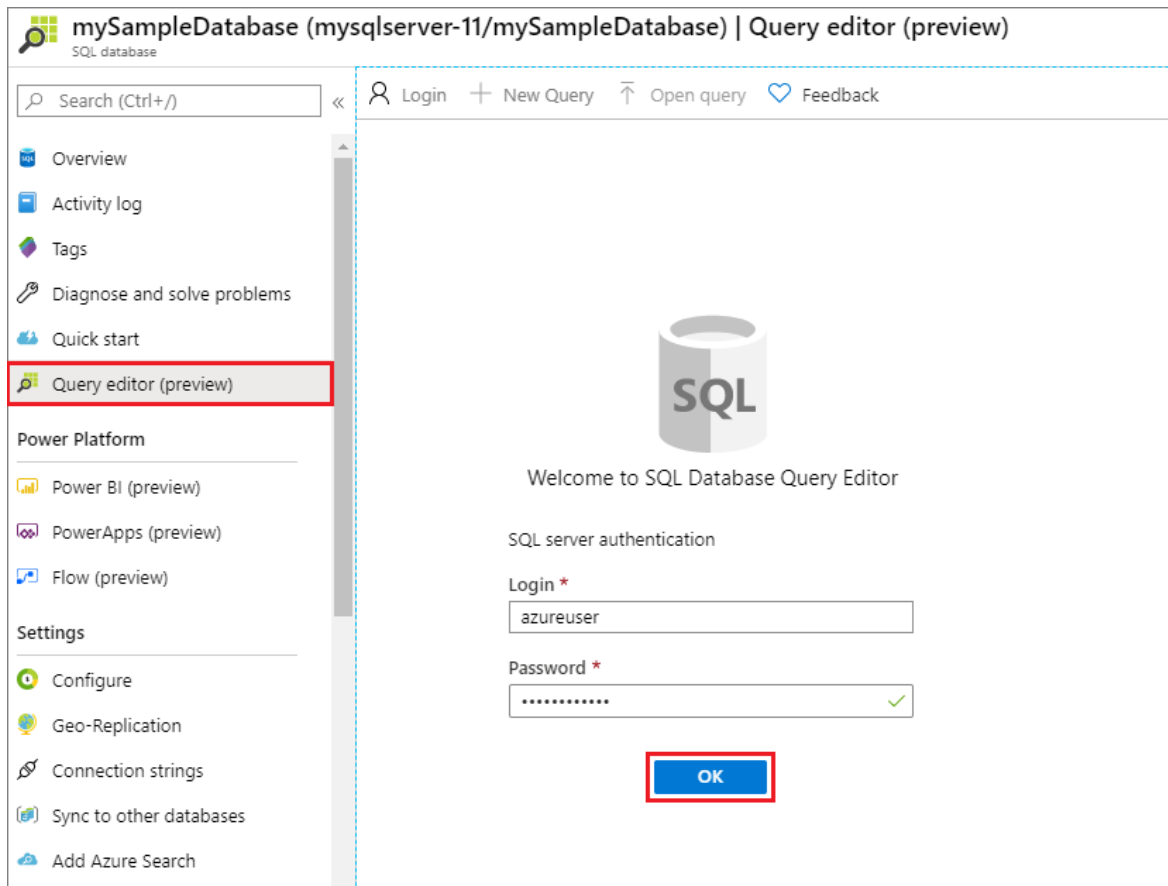 mySampleDatabase (mysqlserver-11/mySampleDatabase) | Query editor (preview)
SQL database
Search (Ctrl+/)
«
Overview
Activity log
Tags
Diagnose and solve problems
Quick start
Query editor (preview)
Power Platform
Power BI (preview)
PowerApps (preview)
Flow (preview)
Settings
Configure
Geo-Replication
Connection strings
Sync to other databases
Add Azure Search
Login
New Query
Open query
Feedback
SQL
Welcome to SQL Database Query Editor
SQL server authentication
Login *
azureuser
Password *
••••••••••••
OK